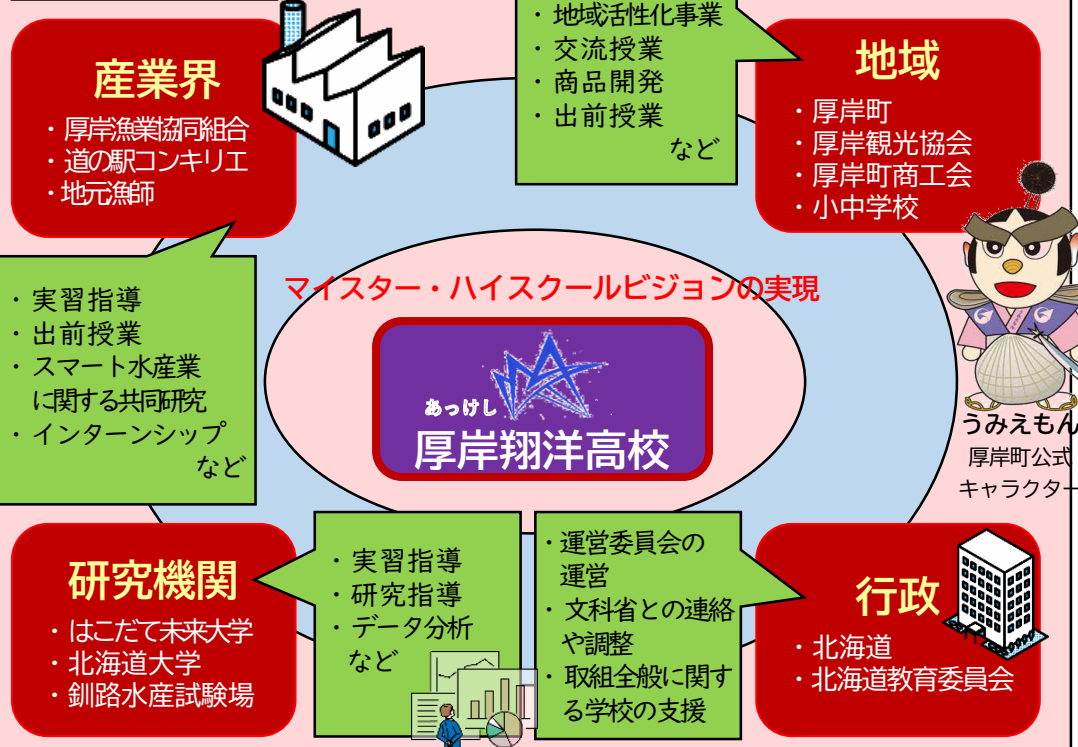 産業界
・厚岸漁業協同組合
・道の駅コンキリエ
・地元漁師
・地域活性化事業
・交流授業
・商品開発
・出前授業
など
地域
・厚岸町
・厚岸観光協会
・厚岸町商工会
・小中学校
・実習指導
・出前授業
・スマート水産業
に関する共同研究
・インターンシップ
など
マイスター・ハイスクールビジョンの実現
あっけし
厚岸翔洋高校
うみえもん
厚岸町公式
キャラクター
研究機関
・はこだて未来大学
・北海道大学
・釧路水産試験場
・実習指導
・研究指導
・データ分析
など
・運営委員会の
運営
・文科省との連絡
や調整
・取組全般に関す
る学校の支援
行政
・北海道
・北海道教育委員会